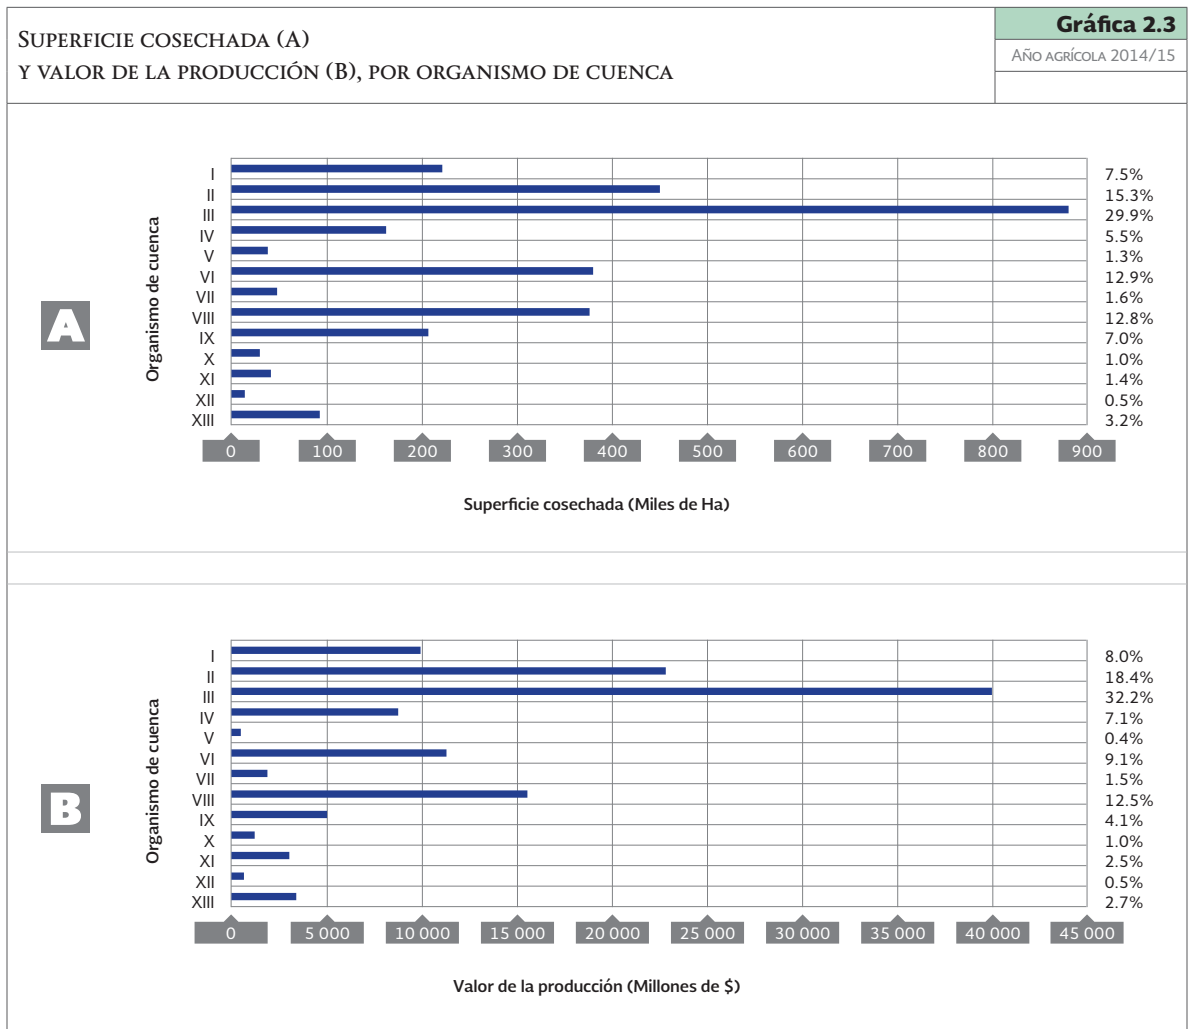 SUPERFICIE COSECHADA (A)
Y VALOR DE LA PRODUCCIÓN (B), POR ORGANISMO DE CUENCA
Gráfica 2.3
AÑO AGRÍCOLA 2014/15
A
Organismo de cuenca
I 7.5%
II 15.3%
III 29.9%
IV 5.5%
V 1.3%
VI 12.9%
VII 1.6%
VIII 12.8%
IX 7.0%
X 1.0%
XI 1.4%
XII 0.5%
XIII 3.2%
0 100 200 300 400 500 600 700 800 900
Superficie cosechada (Miles de Ha)
B
Organismo de cuenca
I 8.0%
II 18.4%
III 32.2%
IV 7.1%
V 0.4%
VI 9.1%
VII 1.5%
VIII 12.5%
IX 4.1%
X 1.0%
XI 2.5%
XII 0.5%
XIII 2.7%
0 5 000 10 000 15 000 20 000 25 000 30 000 35 000 40 000 45 000
Valor de la producción (Millones de $)